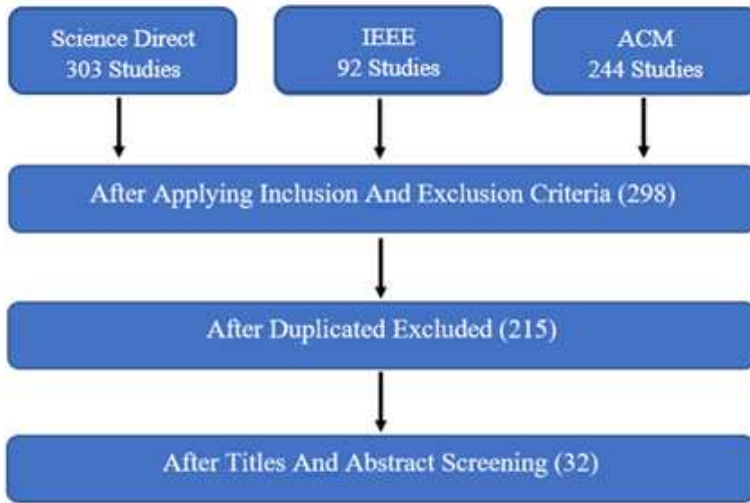 Science Direct
303 Studies
IEEE
92 Studies
ACM
244 Studies
After Applying Inclusion And Exclusion Criteria (298)
After Duplicated Excluded (215)
After Titles And Abstract Screening (32)